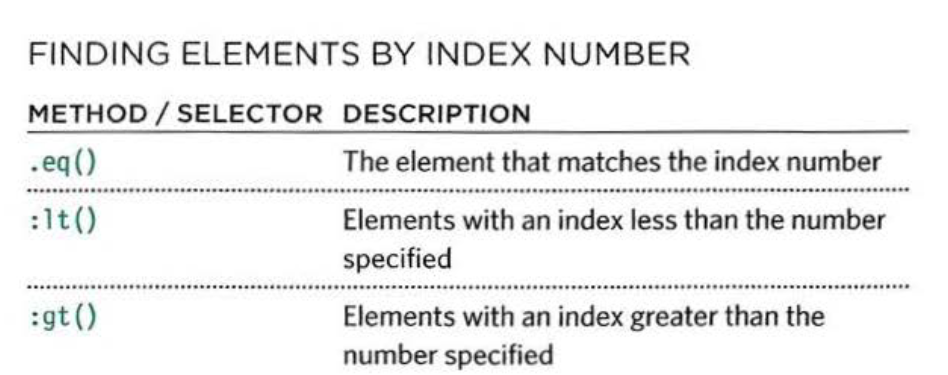 FINDING ELEMENTS BY INDEX NUMBER
METHOD / SELECTOR DESCRIPTION
.eq() The element that matches the index number
:lt() Elements with an index less than the number
specified
:gt() Elements with an index greater than the
number specified